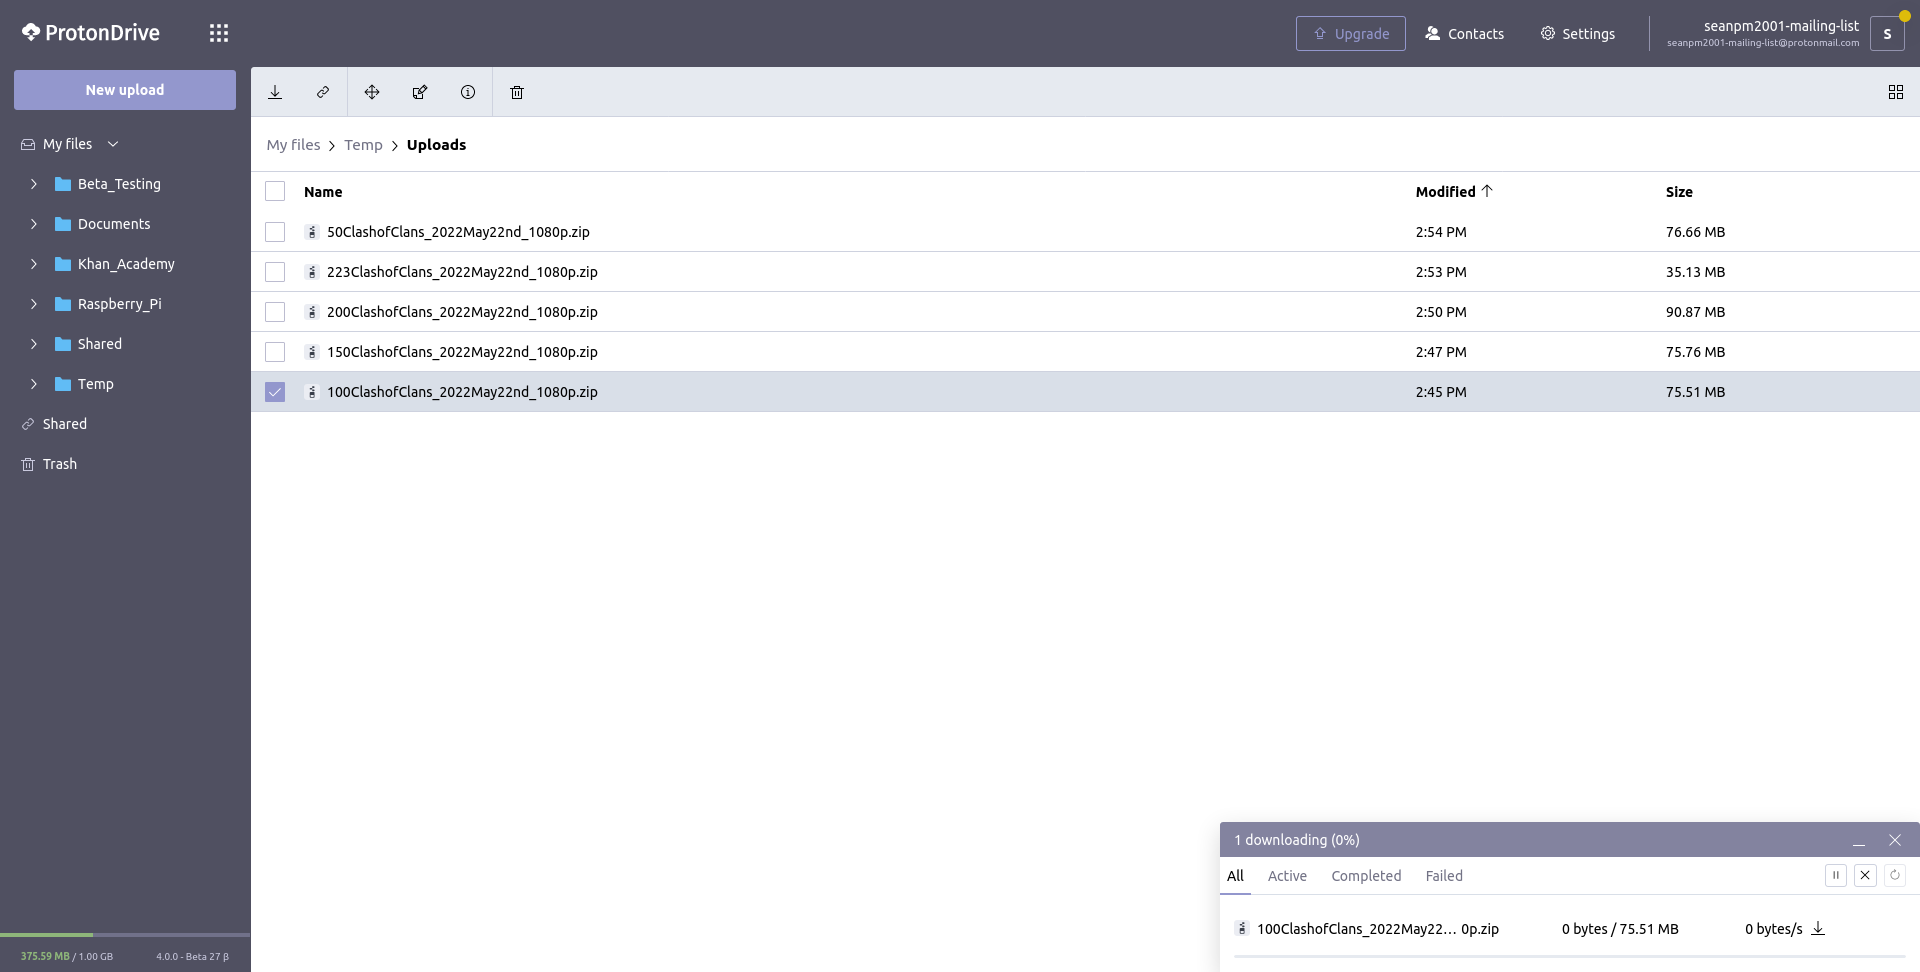 ProtonDrive
Upgrade
Contacts
Settings
seanpm2001-mailing-list
seanpm2001-mailing-list@protonmail.com
S
New upload
My files
Beta_Testing
Documents
Khan_Academy
Raspberry_Pi
Shared
Temp
Shared
Trash
375.59 MB / 1.00 GB
4.0.0 - Beta 27 β
My files > Temp > Uploads
Name Modified Size
50ClashofClans_2022May22nd_1080p.zip 2:54 PM 76.66 MB
223ClashofClans_2022May22nd_1080p.zip 2:53 PM 35.13 MB
200ClashofClans_2022May22nd_1080p.zip 2:50 PM 90.87 MB
150ClashofClans_2022May22nd_1080p.zip 2:47 PM 75.76 MB
100ClashofClans_2022May22nd_1080p.zip 2:45 PM 75.51 MB
1 downloading (0%)
All Active Completed Failed
100ClashofClans_2022May22... 0p.zip 0 bytes / 75.51 MB 0 bytes/s